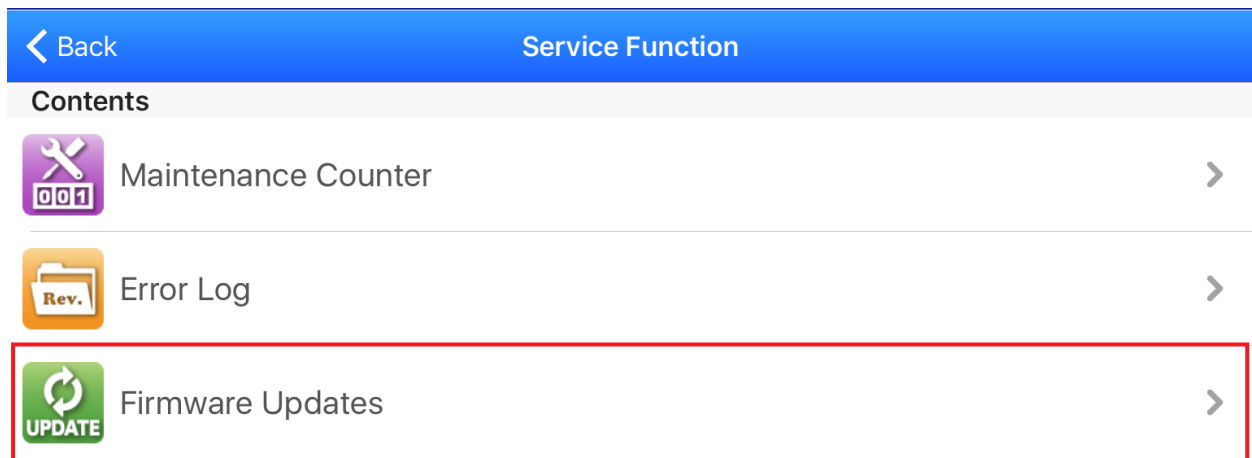 Back
Service Function
Contents
001
Maintenance Counter
Rev.
Error Log
UPDATE
Firmware Updates